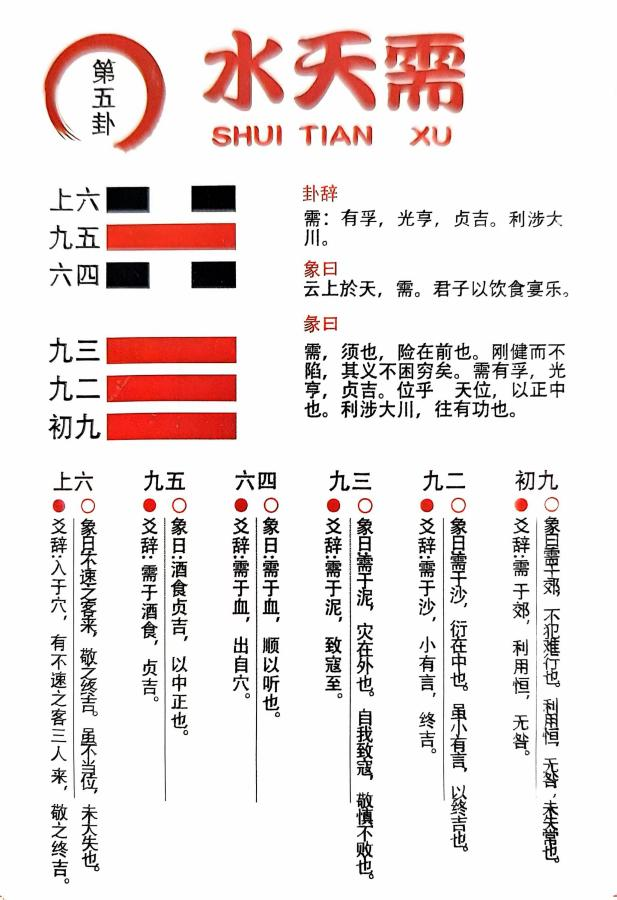 第五卦
水天需
SHUI TIAN XU
上六
九五
六四
九三
九二
初九
卦辞
需：有孚，光亨，贞吉。利涉大
川。
象曰
云上於天，需。君子以饮食宴乐。
彖曰
需，须也，险在前也。刚健而不
陷，其义不困穷矣。需有孚，光
亨，贞吉。位乎 天位，以正中
也。利涉大川，往有功也。
初九
象曰需于郊，不犯难行也。利用恒，无咎，未失常也。
爻辞:需于郊，利用恒，无咎。
九二
象日需于沙，衍在中也。虽小有言，以终吉也。
爻辞:需于沙，小有言，终吉。
九三
象日需于泥，灾在外也。自我致寇，敬慎不败也。
爻辞:需于泥，致寇至。
六四
象日:需于血，顺以听也。
爻辞:需于血，出自穴。
九五
象日:酒食贞吉，以中正也。
爻辞:需于酒食，贞吉。
上六
象日不速之客来，敬之终吉。虽不当位，未大失也。
爻辞:入于穴，有不速之客三人来，敬之终吉。